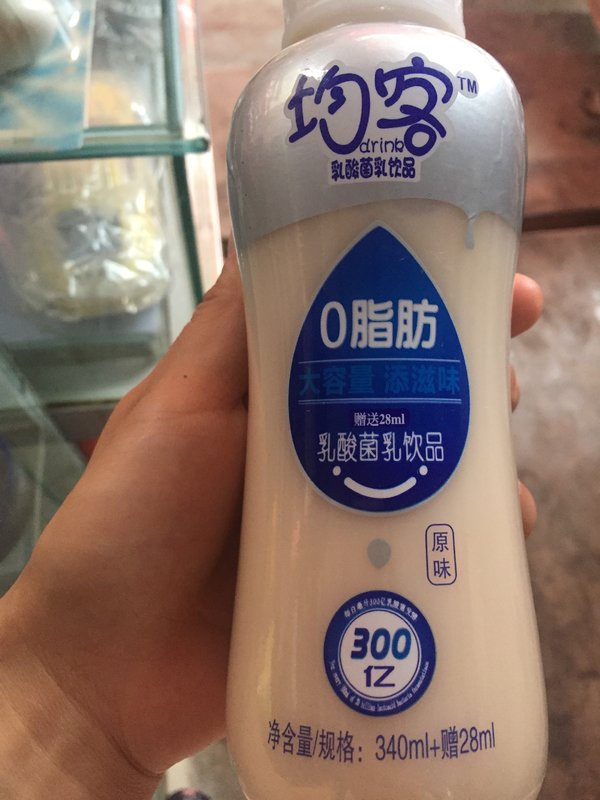 均客™
drink
乳酸菌乳饮品
0脂肪
大容量 添滋味
赠送28ml
乳酸菌乳饮品
原味
300
亿
净含量/规格：340ml+赠28ml